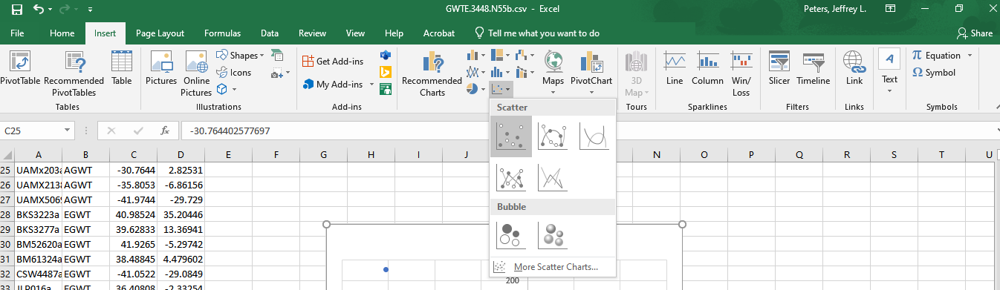 GWTE.3448.N55b.csv - Excel
Peters, Jeffrey L.
File Home Insert Page Layout Formulas Data Review View Help Acrobat Tell me what you want to do Share
PivotTable Recommended PivotTables Table
Tables
Pictures Online Pictures Shapes Icons
Illustrations
Get Add-ins
My Add-ins
Add-ins
Recommended Charts
Maps PivotChart
3D Map
Tours
Line Column Win/Loss
Sparklines
Slicer Timeline
Filters
Link
Links
Text
Equation
Symbol
Symbols
Scatter
Bubble
More Scatter Charts...
C25 fx -30.764402577697
A B C D E F G H I J N O P Q R S T U
25 UAMx203a AGWT -30.7644 2.82531
26 UAMX2138 AGWT -35.8053 -6.86156
27 UAMX5069 AGWT -41.9744 -29.729
28 BKS3223a EGWT 40.98524 35.20446
29 BKS3277a EGWT 39.62833 13.36941
30 BM52620a EGWT 41.9265 -5.29742
31 BM61324a EGWT 38.48845 4.479602
32 CSW4487a EGWT -41.0522 -29.0849
33 JLP016a EGWT 36.40808 -2.33254
200